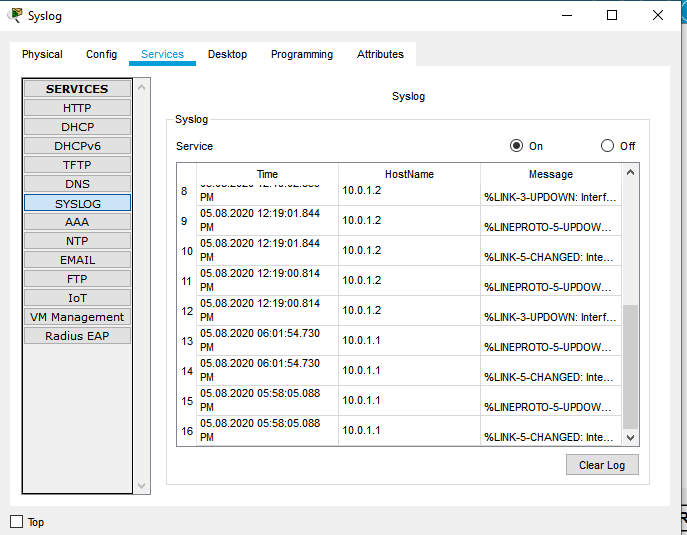 Syslog
Physical Config Services Desktop Programming Attributes
SERVICES
HTTP
DHCP
DHCPv6
TFTP
DNS
SYSLOG
AAA
NTP
EMAIL
FTP
IoT
VM Management
Radius EAP
Syslog
Syslog
Service On Off
Time HostName Message
8 PM 10.0.1.2 %LINK-3-UPDOWN: Interf...
9 05.08.2020 12:19:01.844 PM 10.0.1.2 %LINEPROTO-5-UPDOW...
10 05.08.2020 12:19:01.844 PM 10.0.1.2 %LINK-5-CHANGED: Inte...
11 05.08.2020 12:19:00.814 PM 10.0.1.2 %LINEPROTO-5-UPDOW...
12 05.08.2020 12:19:00.814 PM 10.0.1.2 %LINK-3-UPDOWN: Interf...
13 05.08.2020 06:01:54.730 PM 10.0.1.1 %LINEPROTO-5-UPDOW...
14 05.08.2020 06:01:54.730 PM 10.0.1.1 %LINK-5-CHANGED: Inte...
15 05.08.2020 05:58:05.088 PM 10.0.1.1 %LINEPROTO-5-UPDOW...
16 05.08.2020 05:58:05.088 PM 10.0.1.1 %LINK-5-CHANGED: Inte...
Clear Log
Top